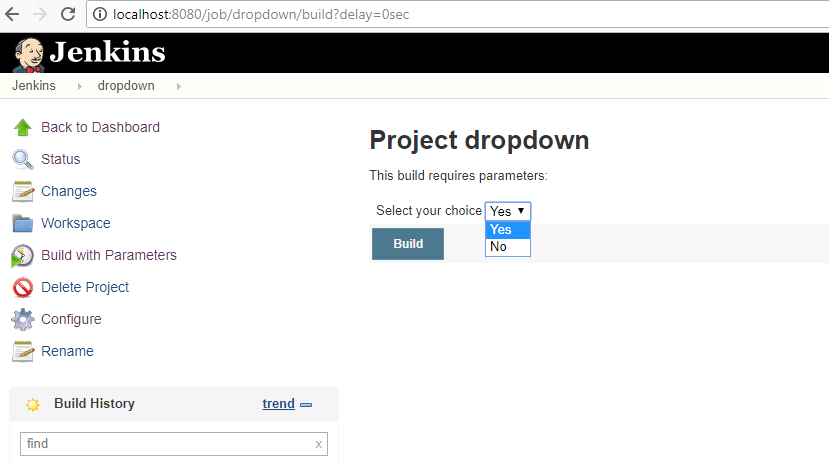 localhost:8080/job/dropdown/build?delay=0sec
Jenkins
Jenkins dropdown
Back to Dashboard
Status
Changes
Workspace
Build with Parameters
Delete Project
Configure
Rename
Build History trend
find x
Project dropdown
This build requires parameters:
Select your choice Yes
Yes
No
Build